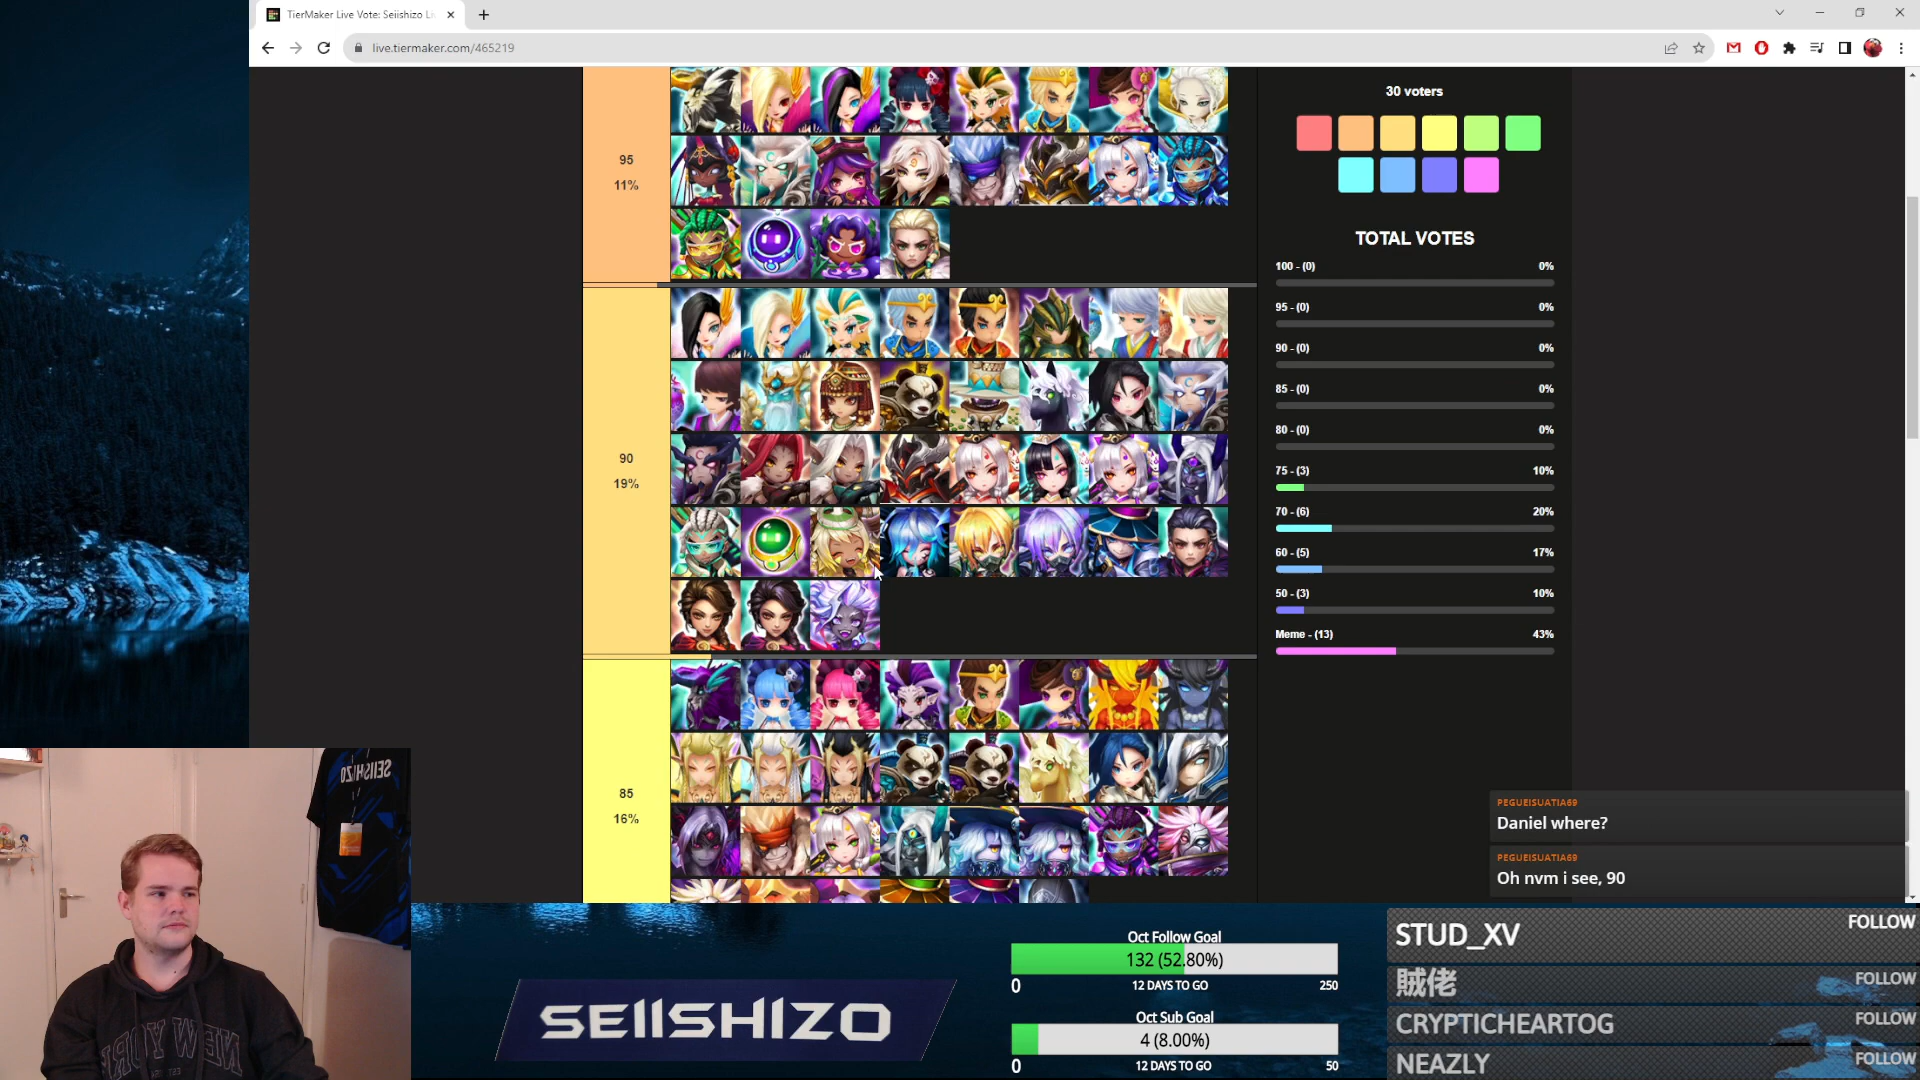 TierMaker Live Vote: Seiishizo Li
live.tiermaker.com/465219
95
11%
90
19%
85
16%
30 voters
TOTAL VOTES
100 - (0) 0%
95 - (0) 0%
90 - (0) 0%
85 - (0) 0%
80 - (0) 0%
75 - (3) 10%
70 - (6) 20%
60 - (5) 17%
50 - (3) 10%
Meme - (13) 43%
PEGUEISUATIA69
Daniel where?
PEGUEISUATIA69
Oh nvm i see, 90
SEIISHIZO
NEW YORK
SEIISHIZO
Oct Follow Goal
132 (52.80%)
0 12 DAYS TO GO 250
Oct Sub Goal
4 (8.00%)
0 12 DAYS TO GO 50
STUD_XV FOLLOW
賊佬 FOLLOW
CRYPTICHEARTOG FOLLOW
NEAZLY FOLLOW